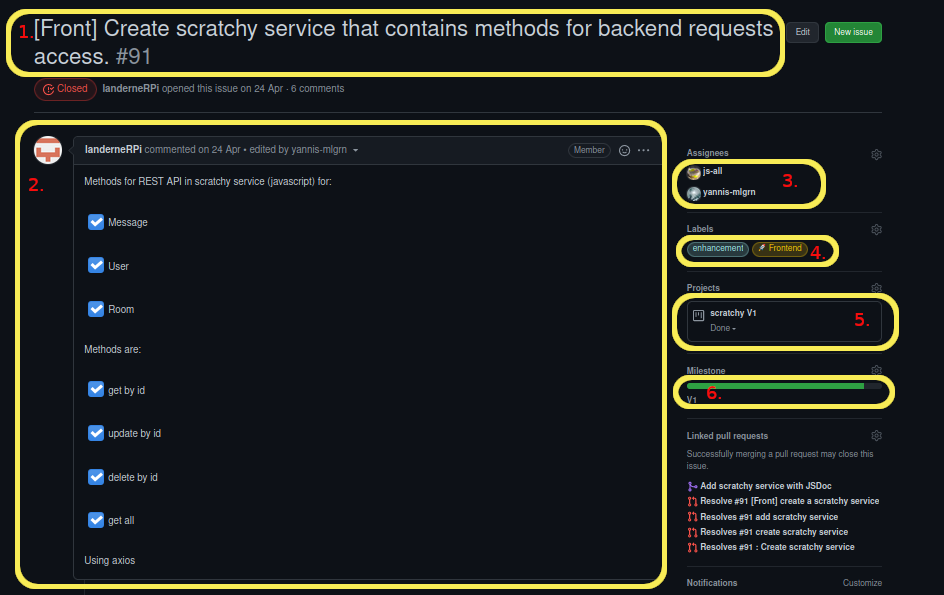 1. [Front] Create scratchy service that contains methods for backend requests
access. #91
Edit
New issue
Closed
landerneRPi opened this issue on 24 Apr · 6 comments
2.
landerneRPi commented on 24 Apr • edited by yannis-mlgrn
Member
Methods for REST API in scratchy service (javascript) for:
Message
User
Room
Methods are:
get by id
update by id
delete by id
get all
Using axios
Assignees
js-all
yannis-mlgrn
3.
Labels
enhancement
Frontend
4.
Projects
scratchy V1
Done
5.
Milestone
V1
6.
Linked pull requests
Successfully merging a pull request may close this
issue.
Add scratchy service with JSDoc
Resolve #91 [Front] create a scratchy service
Resolves #91 add scratchy service
Resolves #91 create scratchy service
Resolves #91 : Create scratchy service
Notifications
Customize